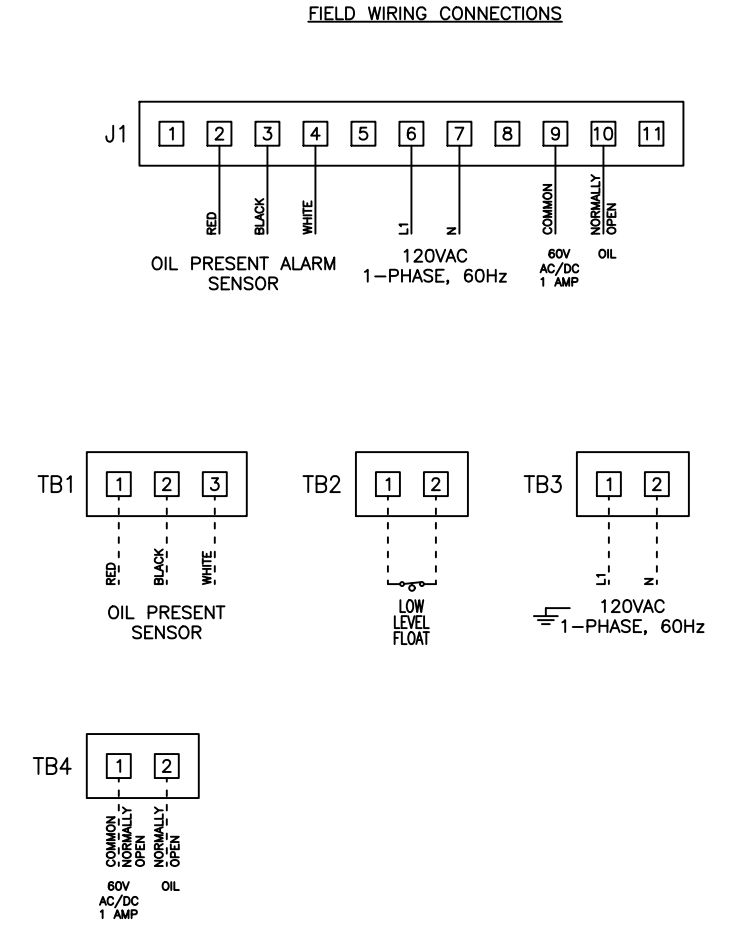 FIELD WIRING CONNECTIONS
J1 1 2 3 4 5 6 7 8 9 10 11
RED
BLACK
WHITE
L1
N
COMMON
NORMALLY
OPEN
OIL PRESENT ALARM
SENSOR
120VAC
1-PHASE, 60Hz
60V
AC/DC
1 AMP
OIL
TB1 1 2 3
RED
BLACK
WHITE
OIL PRESENT
SENSOR
TB2 1 2
LOW
LEVEL
FLOAT
TB3 1 2
L1
N
120VAC
1-PHASE, 60Hz
TB4 1 2
COMMON
NORMALLY
OPEN
NORMALLY
OPEN
60V
AC/DC
1 AMP
OIL